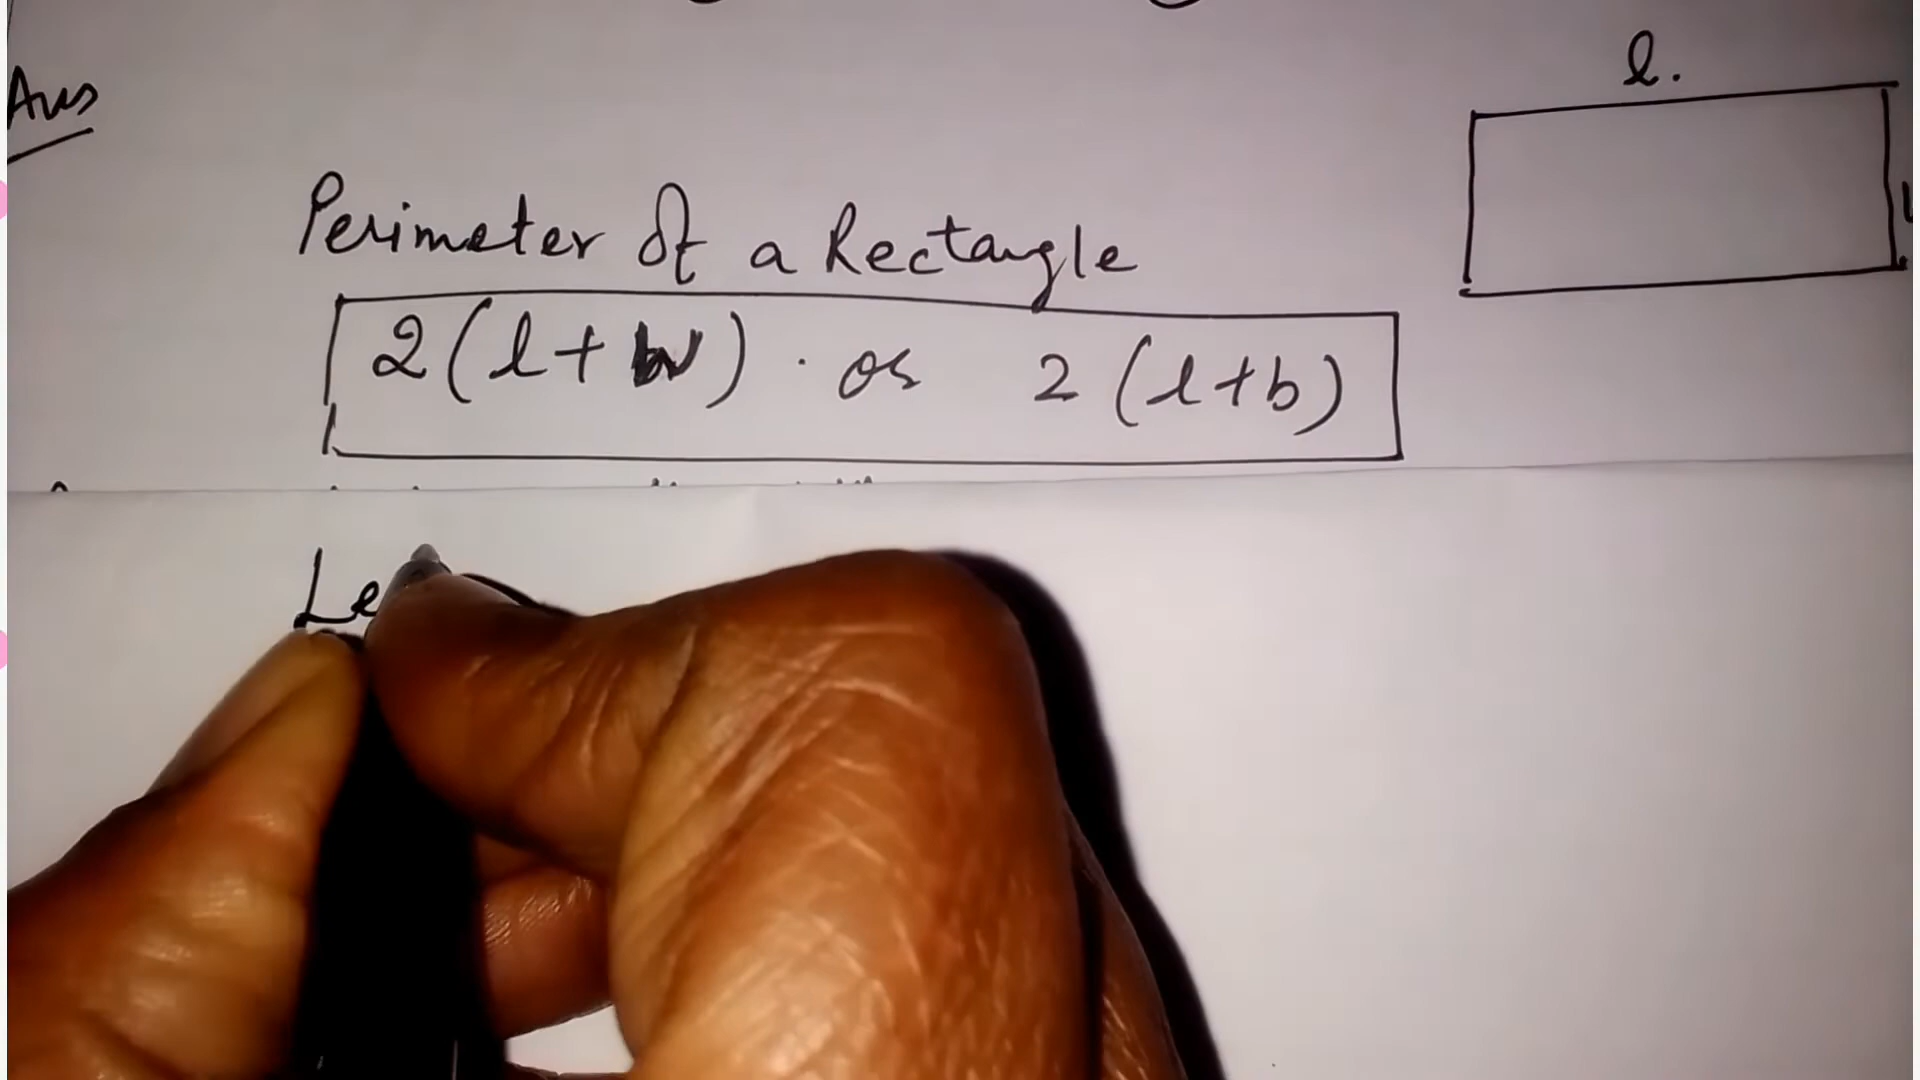 Ans
l.
Perimeter of a Rectangle
2(l+w). or 2(l+b)
Le